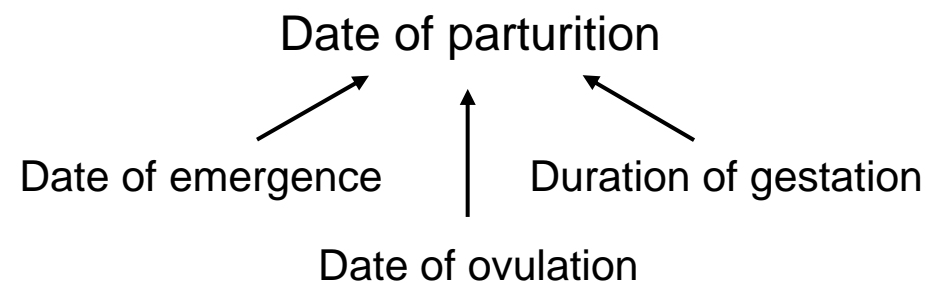 Date of parturition
Date of emergence
Duration of gestation
Date of ovulation